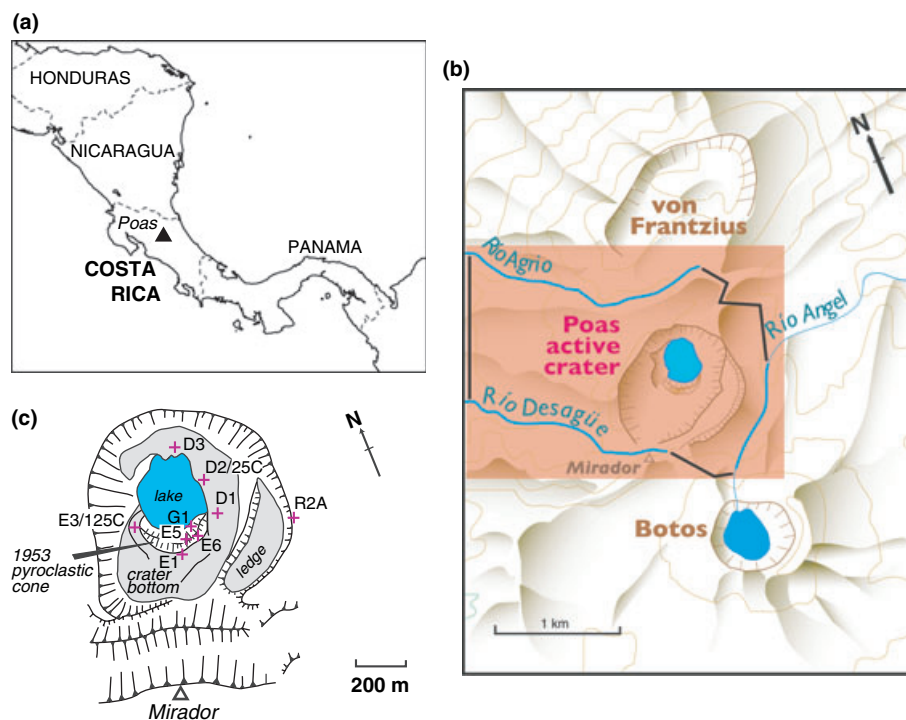 (a)
HONDURAS
NICARAGUA
Poas
COSTA
RICA
PANAMA
(b)
N
von
Frantzius
Río Agrio
Río Angel
Poas
active
crater
Río Desagüe
Mirador
Botos
1 km
(c)
N
D3
D2/25C
lake
D1
R2A
G1
E3/125C
E5
E6
E1
1953
pyroclastic
cone
crater
bottom
ledge
200 m
Mirador